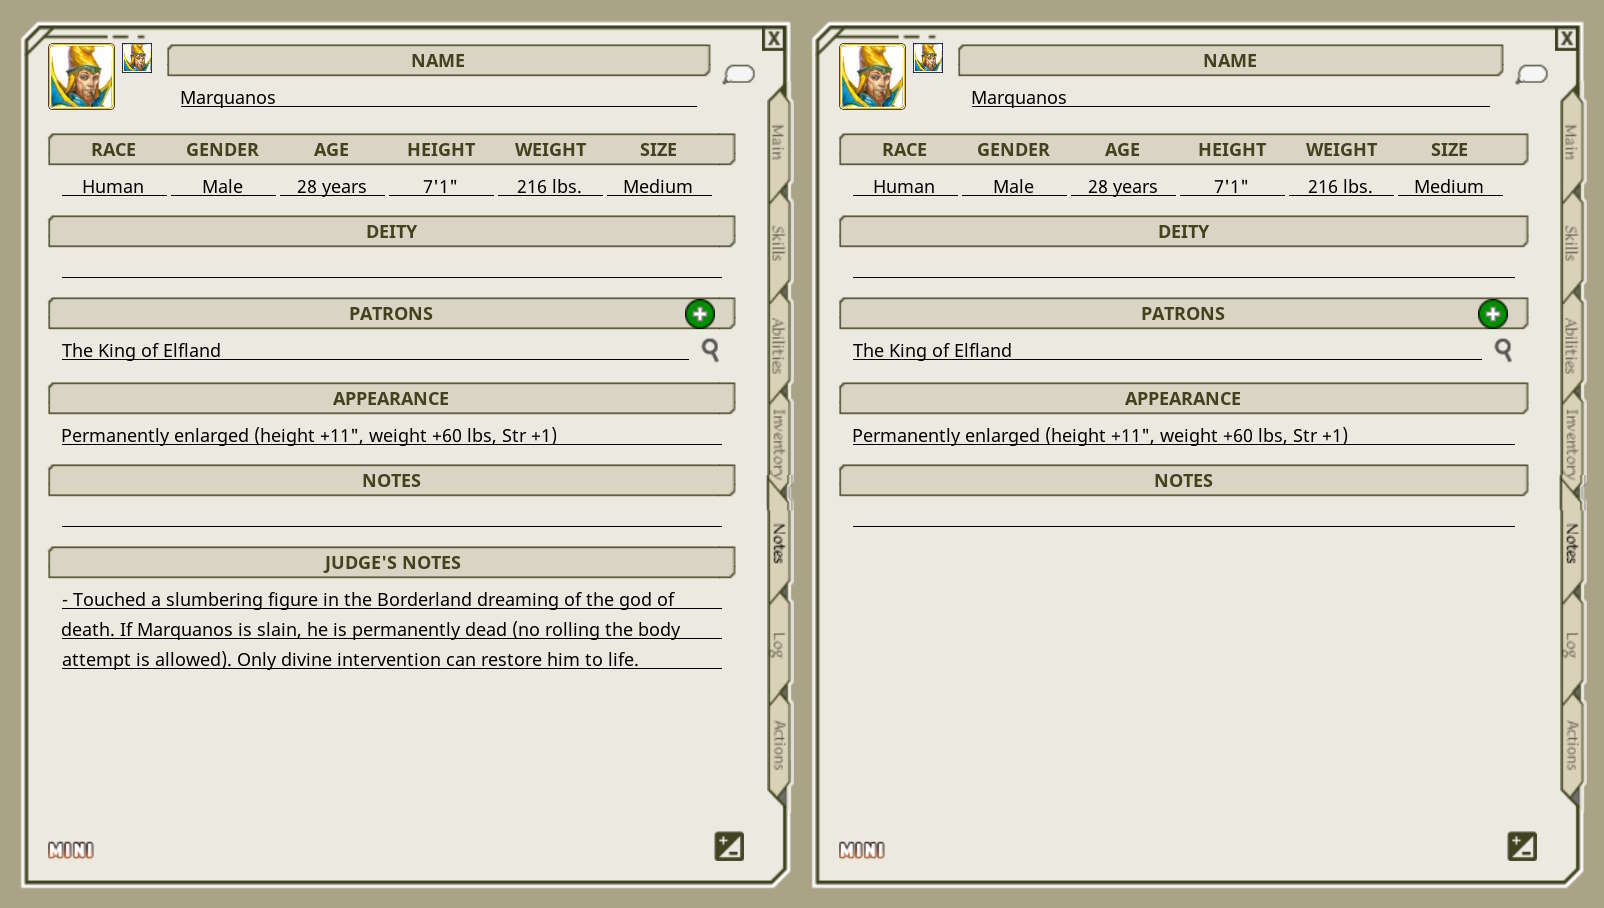 X
NAME
Marquanos
RACE GENDER AGE HEIGHT WEIGHT SIZE
Human Male 28 years 7'1" 216 lbs. Medium
DEITY
PATRONS
The King of Elfland
APPEARANCE
Permanently enlarged (height +11", weight +60 lbs, Str +1)
NOTES
JUDGE'S NOTES
- Touched a slumbering figure in the Borderland dreaming of the god of
death. If Marquanos is slain, he is permanently dead (no rolling the body
attempt is allowed). Only divine intervention can restore him to life.
MINI
Main
Skills
Abilities
Inventory
Notes
Log
Actions
X
NAME
Marquanos
RACE GENDER AGE HEIGHT WEIGHT SIZE
Human Male 28 years 7'1" 216 lbs. Medium
DEITY
PATRONS
The King of Elfland
APPEARANCE
Permanently enlarged (height +11", weight +60 lbs, Str +1)
NOTES
MINI
Main
Skills
Abilities
Inventory
Notes
Log
Actions